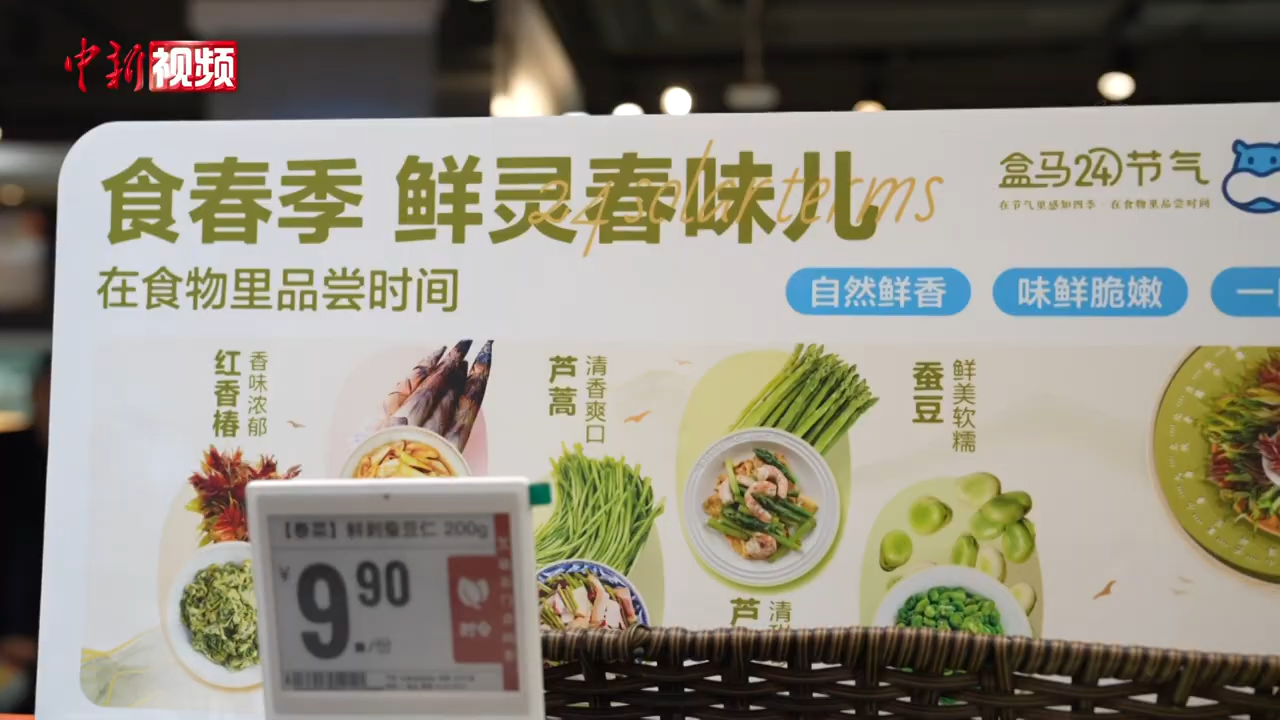 中新视频
食春季 鲜灵春味儿
24 solar terms
盒马24节气
在节气里感知四季·在食物里品尝时间
在食物里品尝时间
自然鲜香
味鲜脆嫩
一
红香椿
香味浓郁
芦蒿
清香爽口
蚕豆
鲜美软糯
芦
清
【春菜】鲜剥蚕豆仁 200g
¥9.90/份
时令